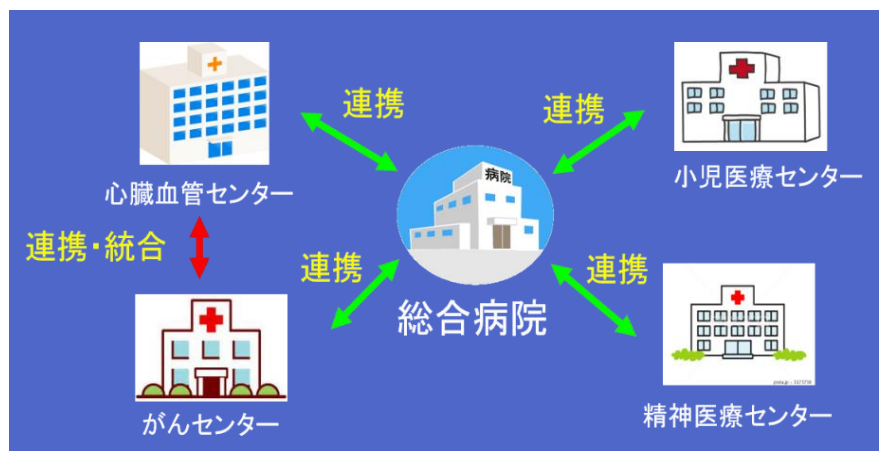 連携
連携
病院
心臓血管センター
小児医療センター
連携・統合
連携
連携
総合病院
がんセンター
精神医療センター